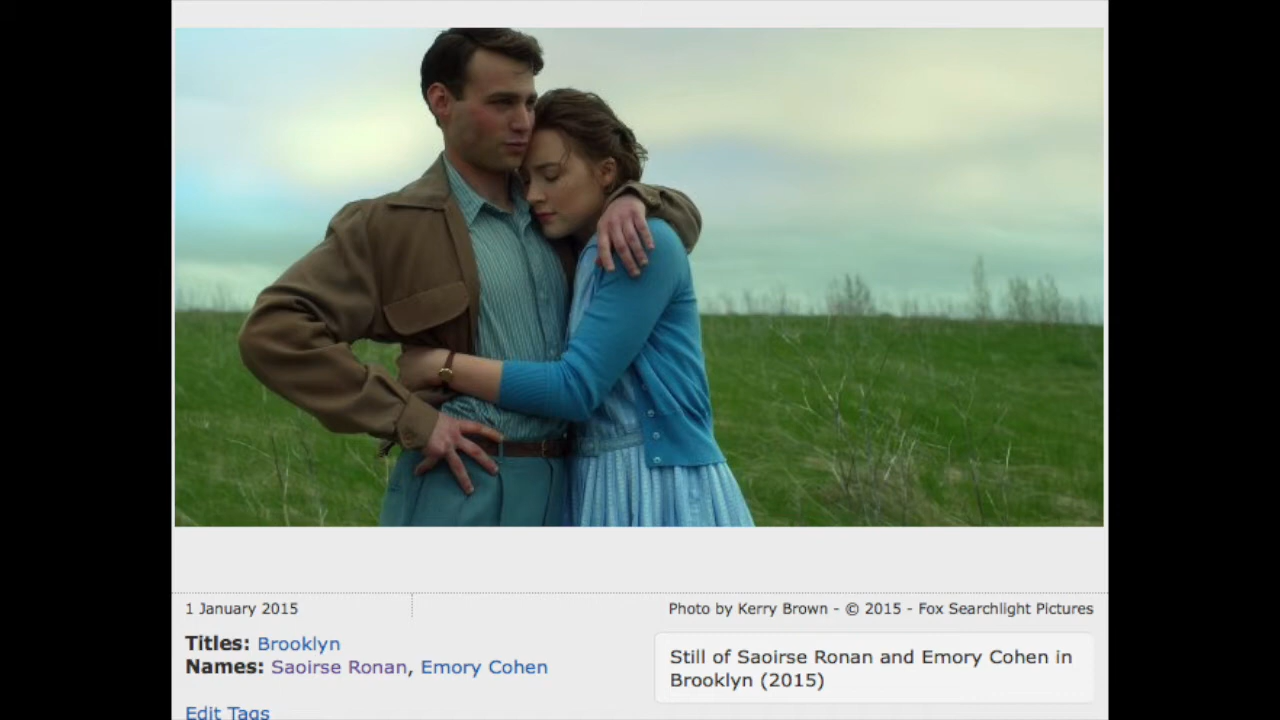 1 January 2015
Photo by Kerry Brown - © 2015 - Fox Searchlight Pictures
Titles: Brooklyn
Names: Saoirse Ronan, Emory Cohen
Still of Saoirse Ronan and Emory Cohen in
Brooklyn (2015)
Edit Tags